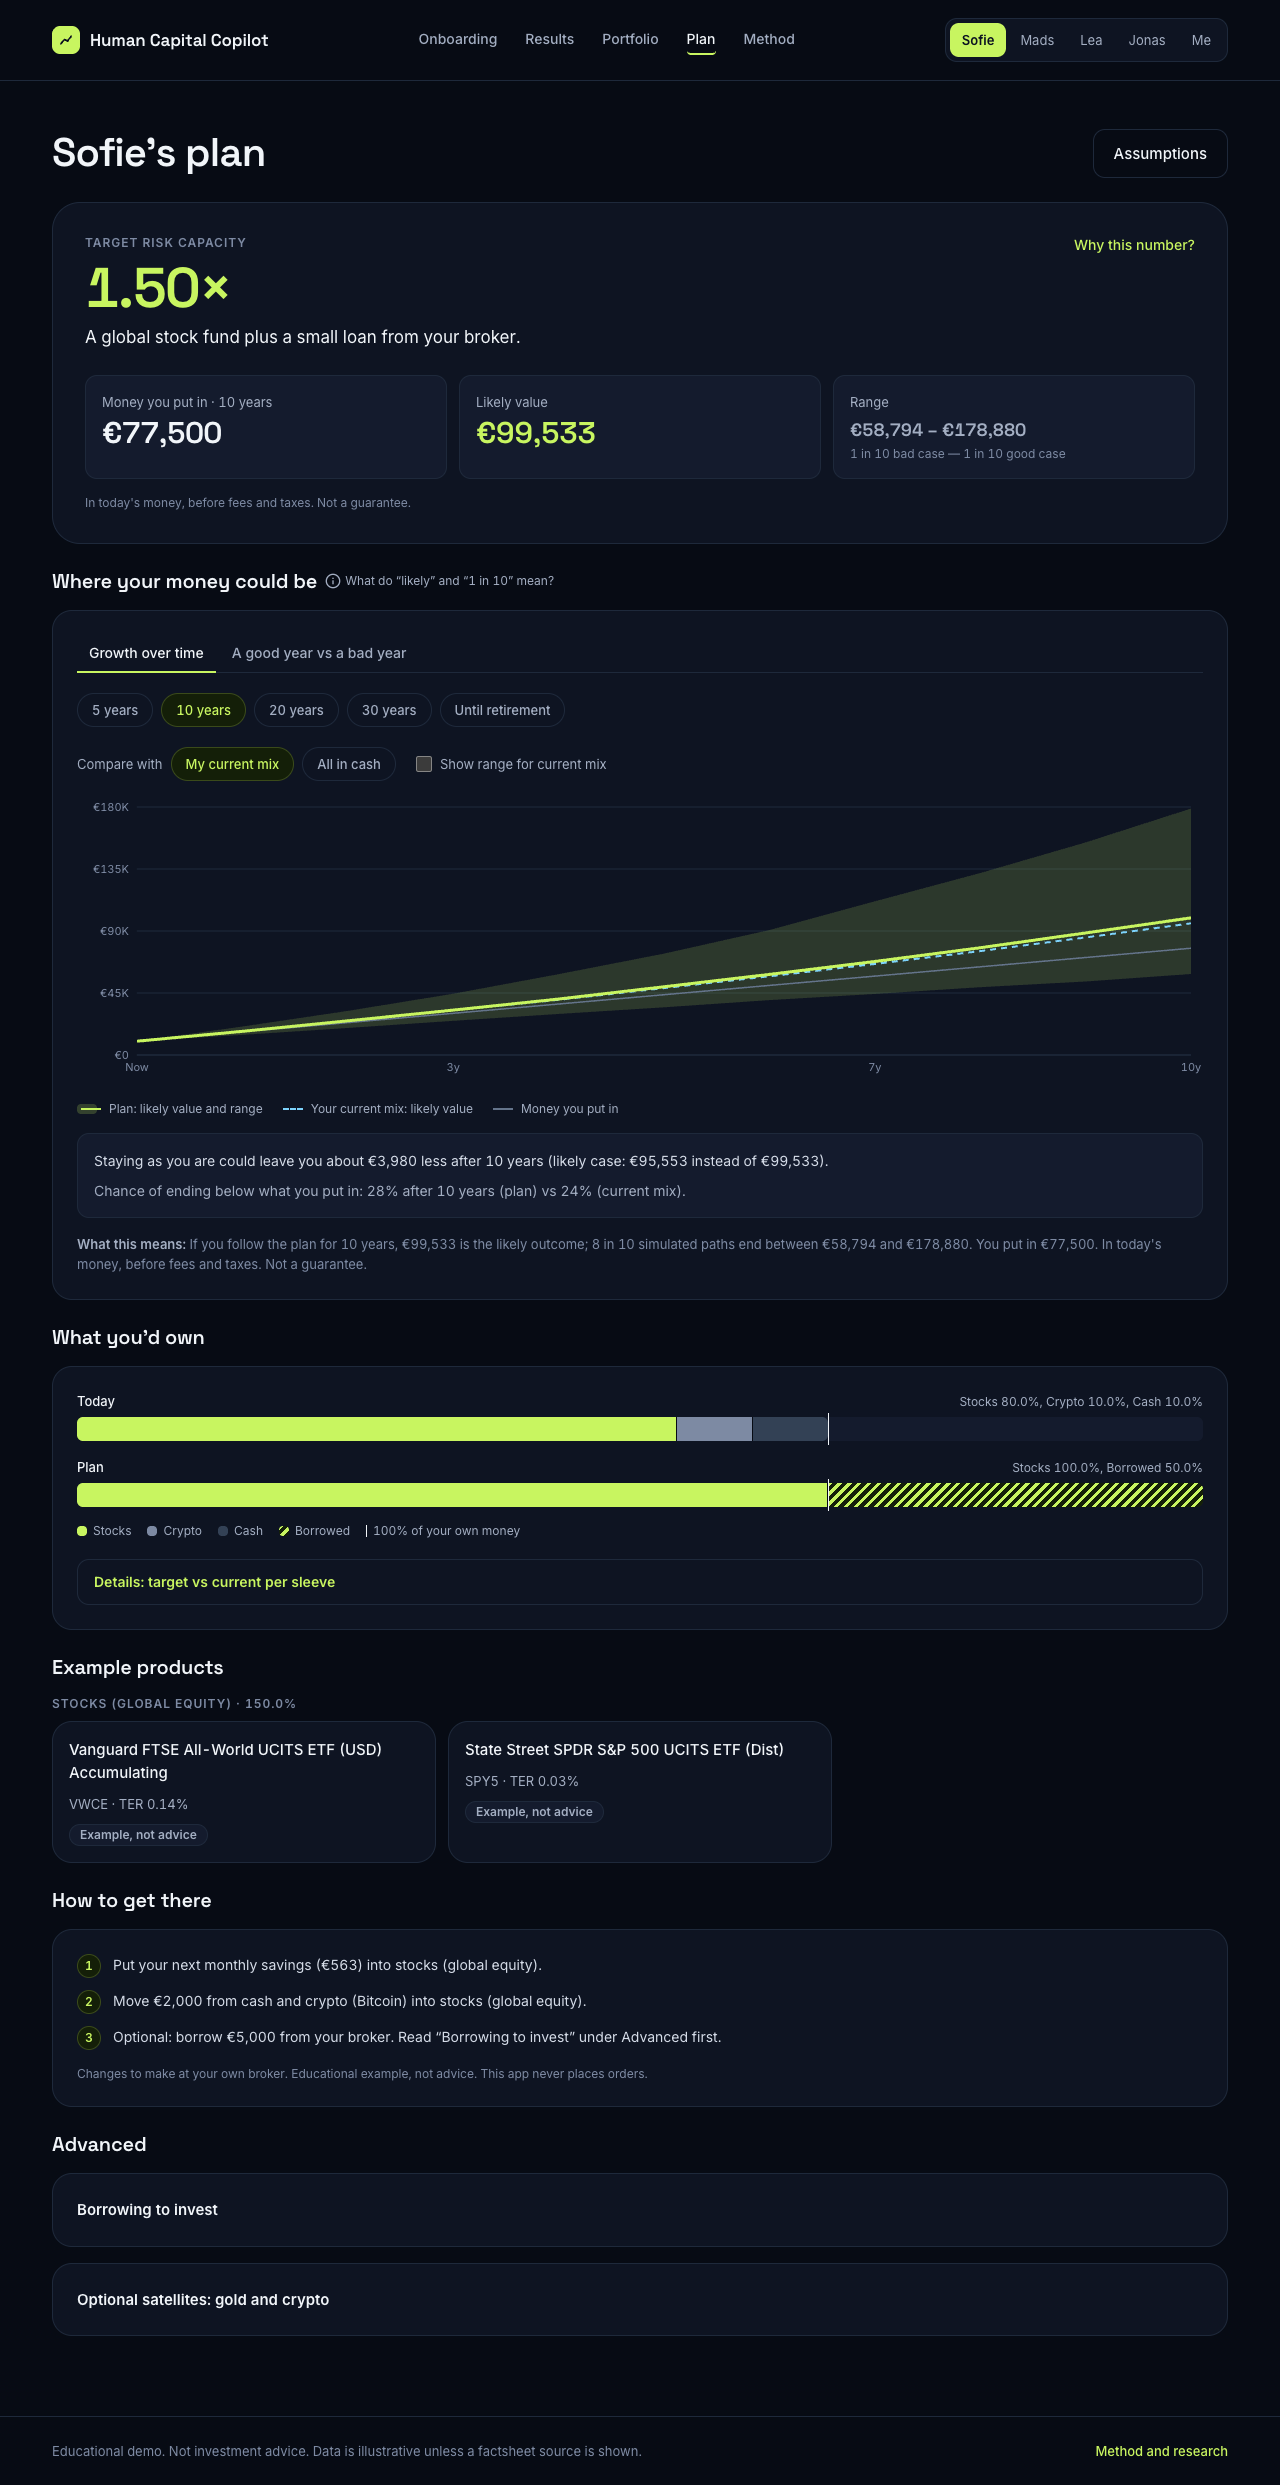 Human Capital Copilot
Onboarding
Results
Portfolio
Plan
Method
Sofie
Mads
Lea
Jonas
Me
Sofie’s plan
Assumptions
TARGET RISK CAPACITY
Why this number?
1.50×
A global stock fund plus a small loan from your broker.
Money you put in · 10 years
€77,500
Likely value
€99,533
Range
€58,794 – €178,880
1 in 10 bad case — 1 in 10 good case
In today's money, before fees and taxes. Not a guarantee.
Where your money could be
What do “likely” and “1 in 10” mean?
Growth over time
A good year vs a bad year
5 years
10 years
20 years
30 years
Until retirement
Compare with
My current mix
All in cash
Show range for current mix
€180K
€135K
€90K
€45K
€0
Now
3y
7y
10y
Plan: likely value and range
Your current mix: likely value
Money you put in
Staying as you are could leave you about €3,980 less after 10 years (likely case: €95,553 instead of €99,533).
Chance of ending below what you put in: 28% after 10 years (plan) vs 24% (current mix).
What this means: If you follow the plan for 10 years, €99,533 is the likely outcome; 8 in 10 simulated paths end between €58,794 and €178,880. You put in €77,500. In today's
money, before fees and taxes. Not a guarantee.
What you’d own
Today
Stocks 80.0%, Crypto 10.0%, Cash 10.0%
Plan
Stocks 100.0%, Borrowed 50.0%
Stocks
Crypto
Cash
Borrowed
100% of your own money
Details: target vs current per sleeve
Example products
STOCKS (GLOBAL EQUITY) · 150.0%
Vanguard FTSE All-World UCITS ETF (USD)
Accumulating
VWCE · TER 0.14%
Example, not advice
State Street SPDR S&P 500 UCITS ETF (Dist)
SPY5 · TER 0.03%
Example, not advice
How to get there
1 Put your next monthly savings (€563) into stocks (global equity).
2 Move €2,000 from cash and crypto (Bitcoin) into stocks (global equity).
3 Optional: borrow €5,000 from your broker. Read “Borrowing to invest” under Advanced first.
Changes to make at your own broker. Educational example, not advice. This app never places orders.
Advanced
Borrowing to invest
Optional satellites: gold and crypto
Educational demo. Not investment advice. Data is illustrative unless a factsheet source is shown.
Method and research